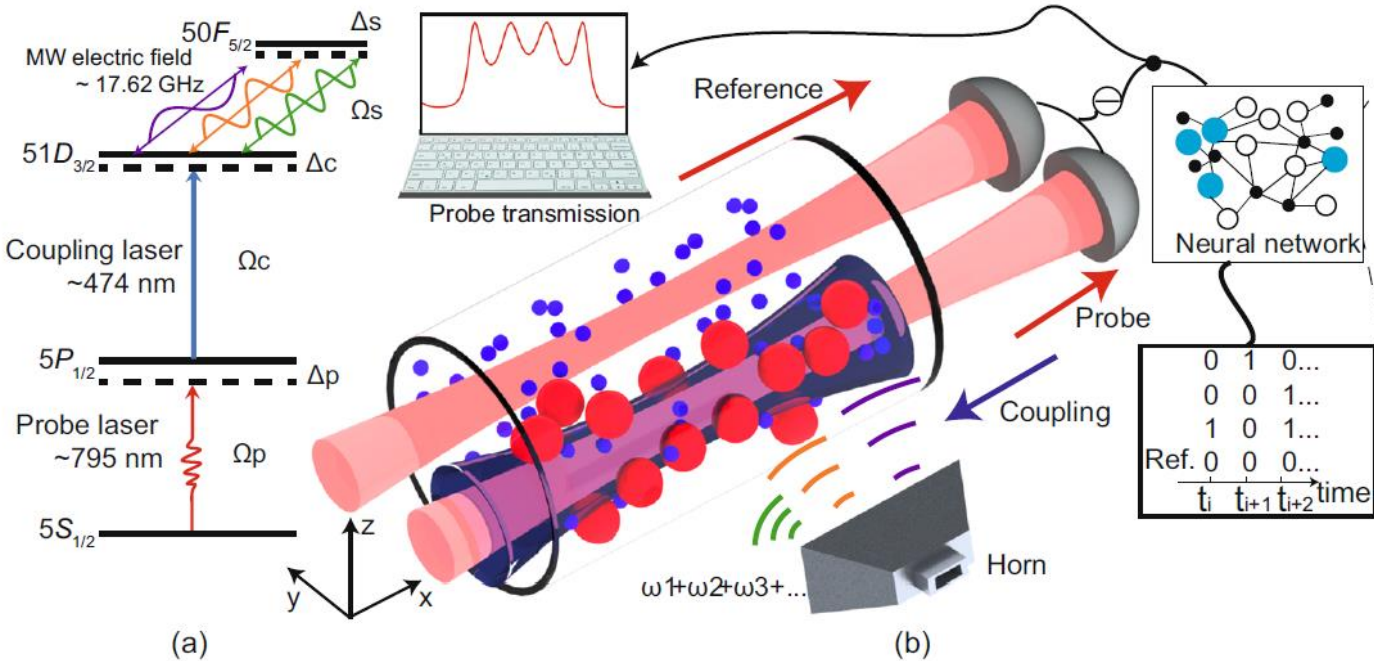 50F5/2
Δs
MW electric field
~ 17.62 GHz
Ωs
51D3/2
Δc
Coupling laser
~474 nm
Ωc
5P1/2
Δp
Probe laser
~795 nm
Ωp
5S1/2
(a)
Probe transmission
Reference
Neural network
Probe
Coupling
0 1 0...
0 0 1...
1 0 1...
Ref. 0 0 0...
ti ti+1 ti+2 time
Horn
ω1+ω2+ω3+...
z
y
x
(b)